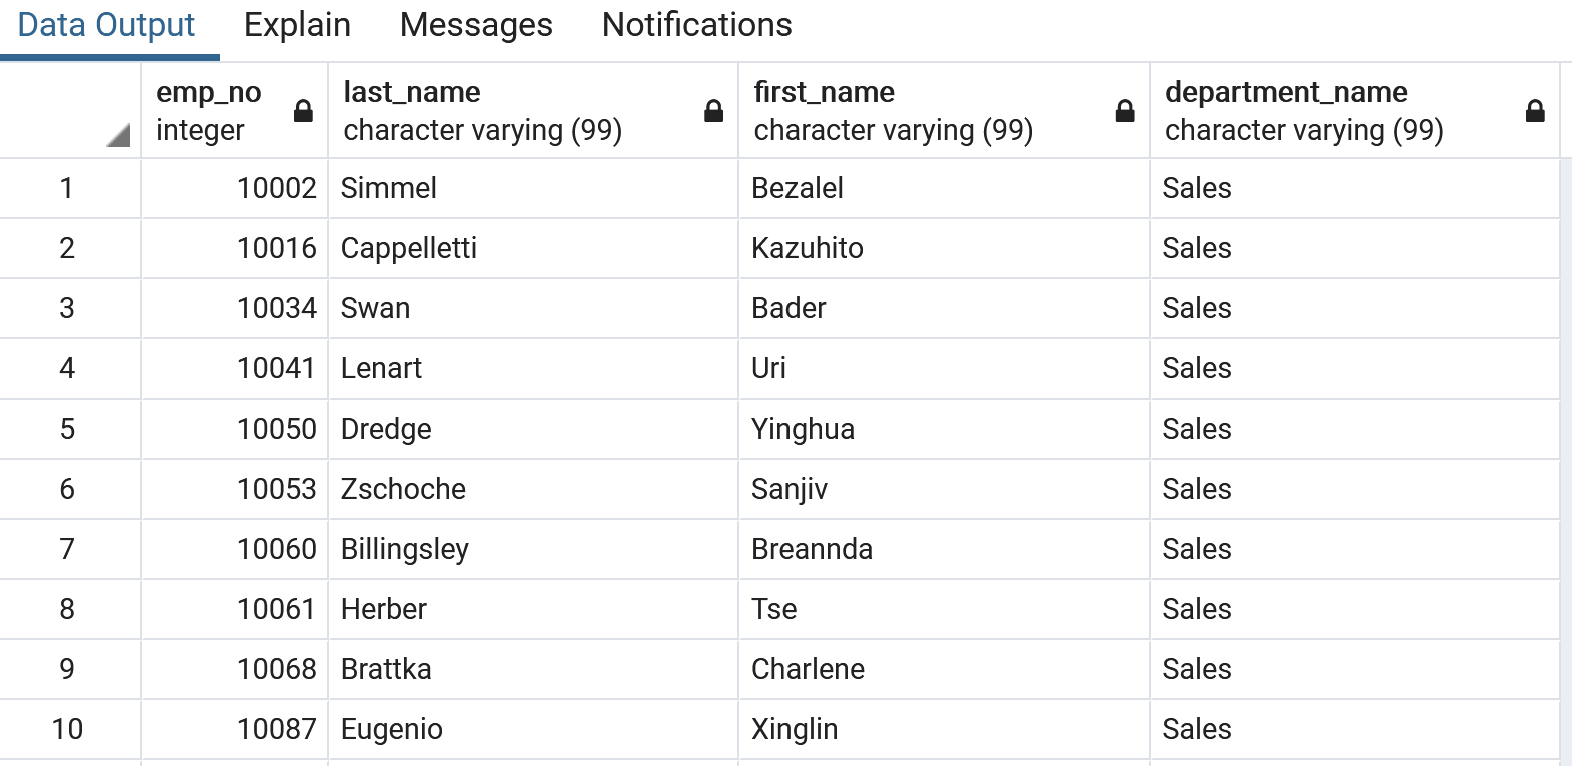 Data Output Explain Messages Notifications
emp_no last_name first_name department_name
integer character varying (99) character varying (99) character varying (99)
1 10002 Simmel Bezalel Sales
2 10016 Cappelletti Kazuhito Sales
3 10034 Swan Bader Sales
4 10041 Lenart Uri Sales
5 10050 Dredge Yinghua Sales
6 10053 Zschoche Sanjiv Sales
7 10060 Billingsley Breannda Sales
8 10061 Herber Tse Sales
9 10068 Brattka Charlene Sales
10 10087 Eugenio Xinglin Sales